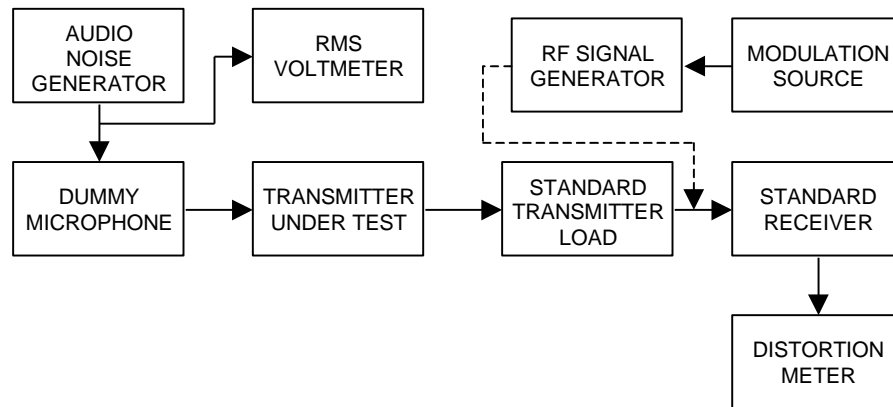 AUDIO
NOISE
GENERATOR
RMS
VOLTMETER
RF SIGNAL
GENERATOR
MODULATION
SOURCE
DUMMY
MICROPHONE
TRANSMITTER
UNDER TEST
STANDARD
TRANSMITTER
LOAD
STANDARD
RECEIVER
DISTORTION
METER